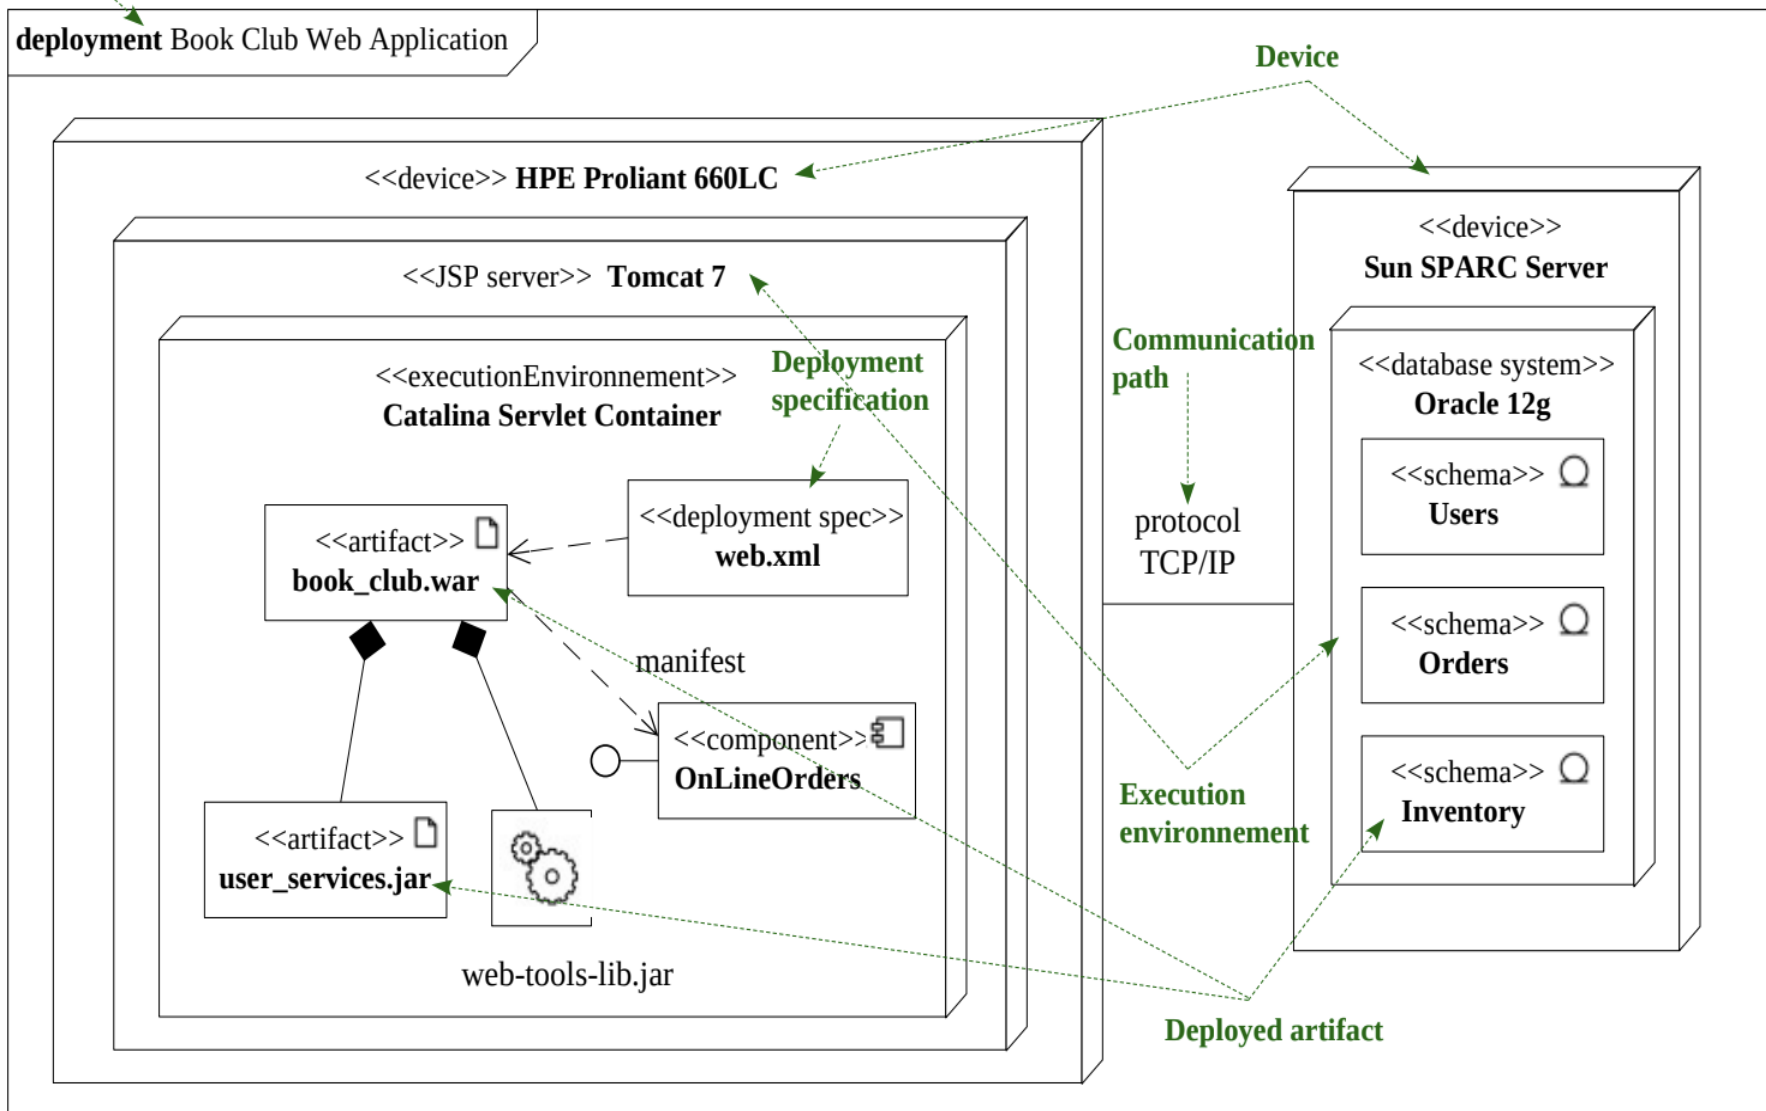 deployment Book Club Web Application
Device
<<device>> HPE Proliant 660LC
<<device>>
Sun SPARC Server
<<JSP server>> Tomcat 7
Communication
path
Deployment
specification
<<executionEnvironnement>>
Catalina Servlet Container
<<database system>>
Oracle 12g
<<schema>>
Users
<<deployment spec>>
web.xml
protocol
TCP/IP
<<artifact>>
book_club.war
<<schema>>
Orders
manifest
<<component>>
OnLineOrders
<<schema>>
Inventory
Execution
environnement
<<artifact>>
user_services.jar
web-tools-lib.jar
Deployed artifact